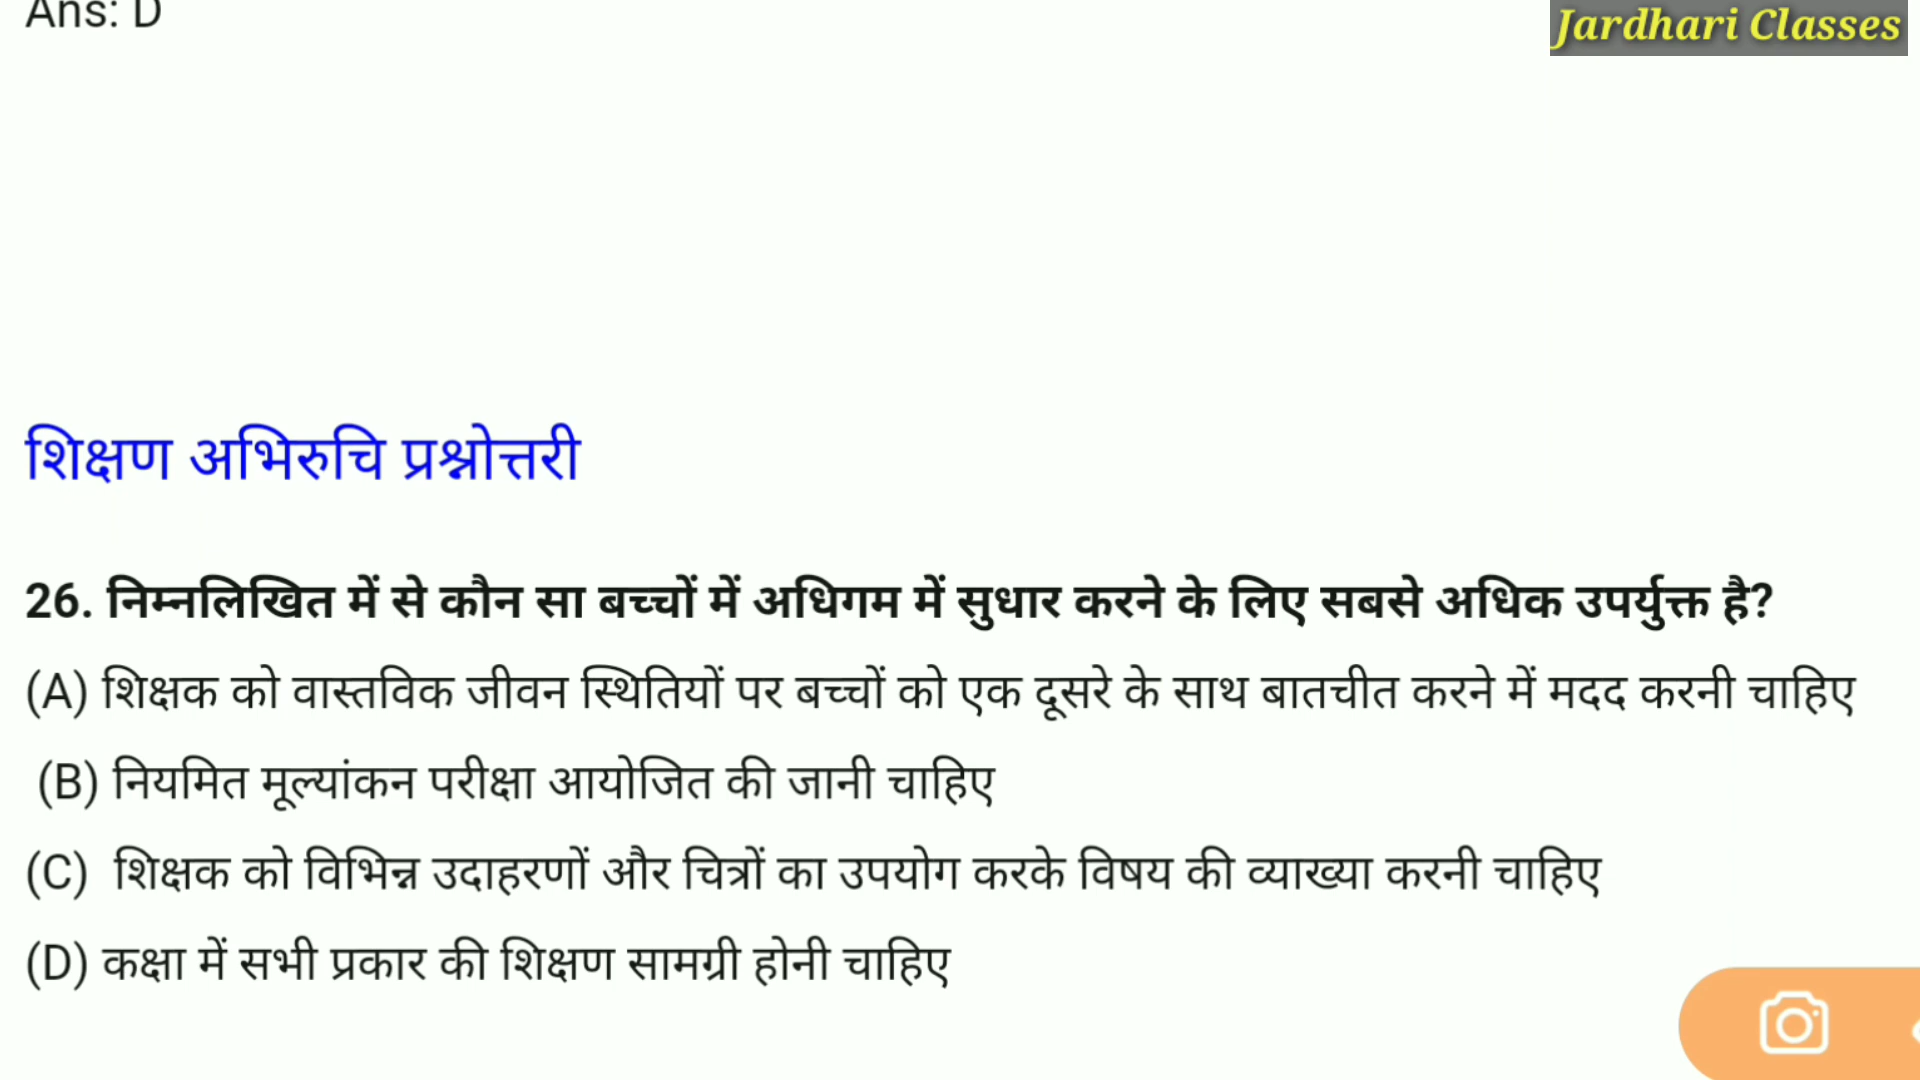 Ans: D
Jardhari Classes
शिक्षण अभिरुचि प्रश्नोत्तरी
26. निम्नलिखित में से कौन सा बच्चों में अधिगम में सुधार करने के लिए सबसे अधिक उपर्युक्त है?
(A) शिक्षक को वास्तविक जीवन स्थितियों पर बच्चों को एक दूसरे के साथ बातचीत करने में मदद करनी चाहिए
(B) नियमित मूल्यांकन परीक्षा आयोजित की जानी चाहिए
(C) शिक्षक को विभिन्न उदाहरणों और चित्रों का उपयोग करके विषय की व्याख्या करनी चाहिए
(D) कक्षा में सभी प्रकार की शिक्षण सामग्री होनी चाहिए